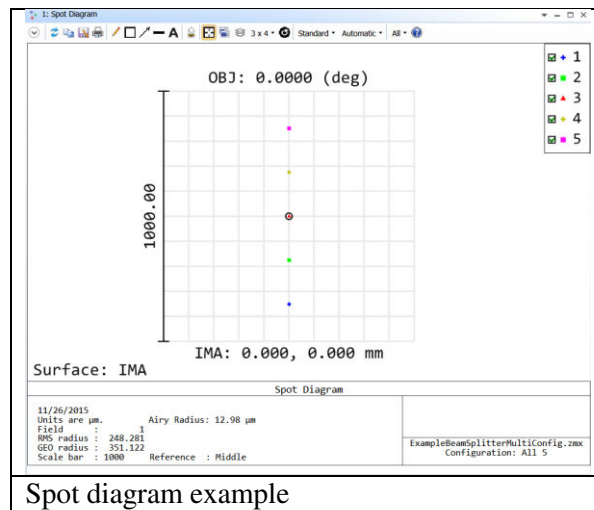 1: Spot Diagram
A 3 x 4 Standard Automatic All
OBJ: 0.0000 (deg)
1
2
3
4
5
1000.00
IMA: 0.000, 0.000 mm
Surface: IMA
Spot Diagram
11/26/2015
Units are µm. Airy Radius: 12.98 µm
Field : 1
RMS radius : 248.281
GEO radius : 351.122
Scale bar : 1000 Reference : Middle
ExampleBeamSplitterMultiConfig.zmx
Configuration: All 5
Spot diagram example